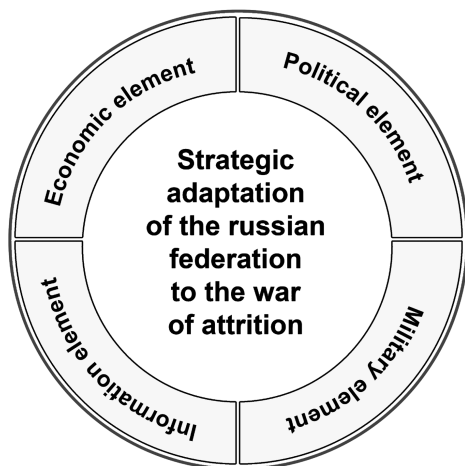 Economic element
Political element
Strategic
adaptation
of the russian
federation
to the war
of attrition
Information element
Military element